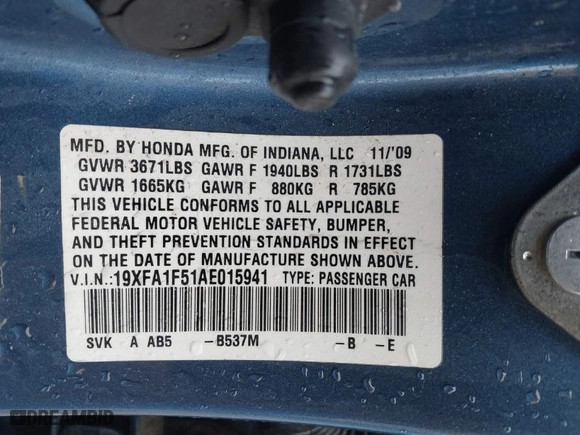 MFD. BY HONDA MFG. OF INDIANA, LLC 11/'09
GVWR 3671LBS GAWR F 1940LBS R 1731LBS
GVWR 1665KG GAWR F 880KG R 785KG
THIS VEHICLE CONFORMS TO ALL APPLICABLE
FEDERAL MOTOR VEHICLE SAFETY, BUMPER,
AND THEFT PREVENTION STANDARDS IN EFFECT
ON THE DATE OF MANUFACTURE SHOWN ABOVE.
V.I.N.: 19XFA1F51AE015941 TYPE: PASSENGER CAR
SVK A AB5 -B537M -B -E
DREAMBID